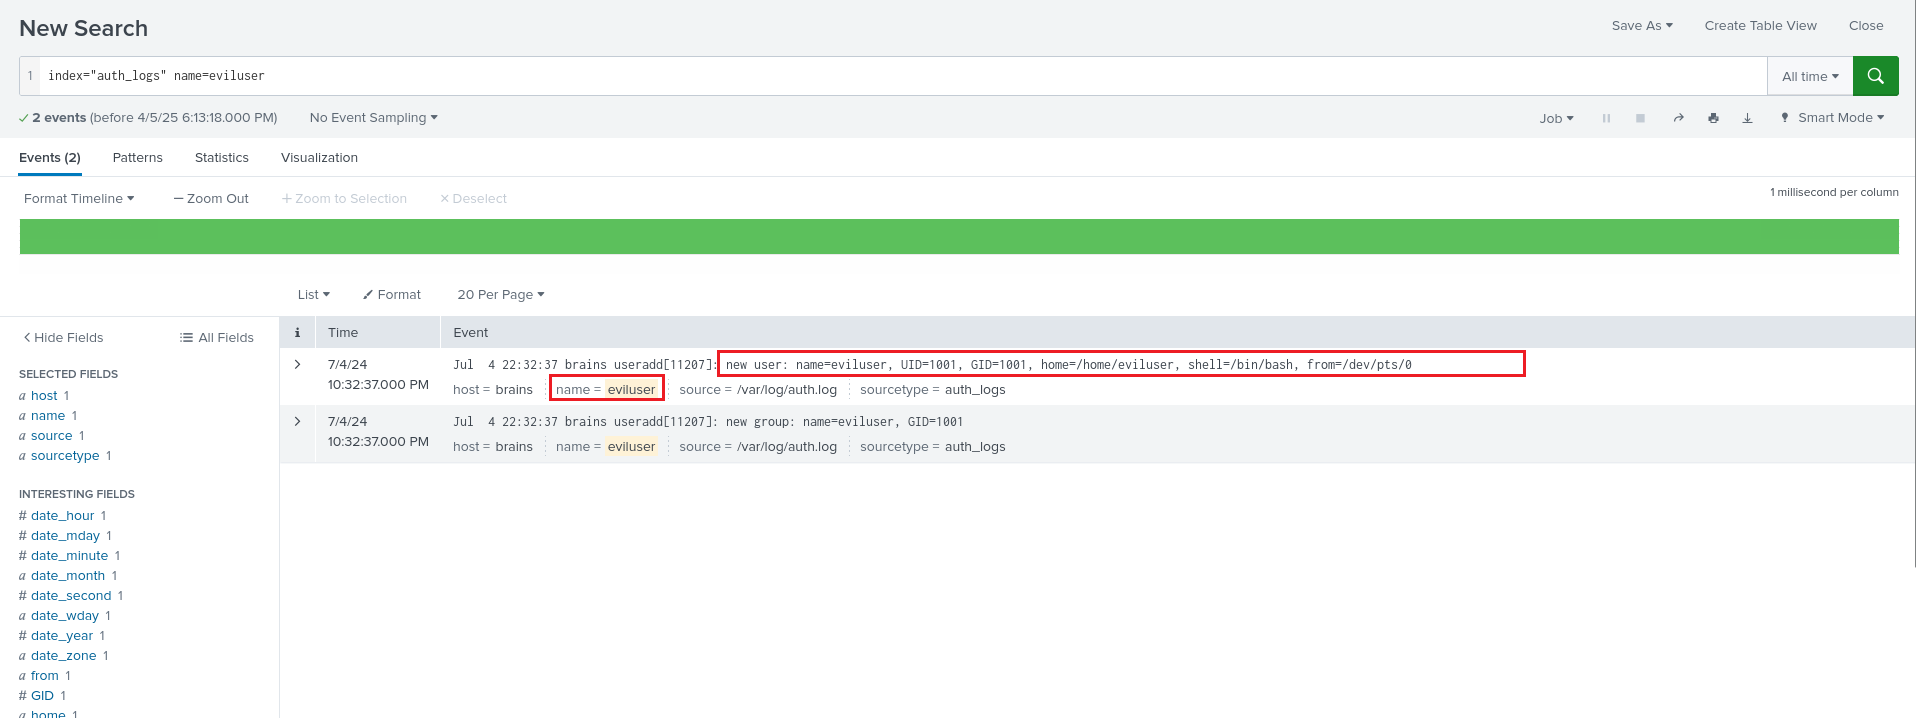 New Search
Save As Create Table View Close
1 index="auth_logs" name=eviluser All time
2 events (before 4/5/25 6:13:18.000 PM) No Event Sampling Job Smart Mode
Events (2) Patterns Statistics Visualization
Format Timeline — Zoom Out + Zoom to Selection × Deselect 1 millisecond per column
List Format 20 Per Page
< Hide Fields All Fields
i Time Event
SELECTED FIELDS
a host 1
a name 1
a source 1
a sourcetype 1
INTERESTING FIELDS
# date_hour 1
# date_mday 1
# date_minute 1
a date_month 1
# date_second 1
a date_wday 1
# date_year 1
a date_zone 1
a from 1
# GID 1
a home 1
> 7/4/24 10:32:37.000 PM
Jul  4 22:32:37 brains useradd[11207]: new user: name=eviluser, UID=1001, GID=1001, home=/home/eviluser, shell=/bin/bash, from=/dev/pts/0
host = brains name = eviluser source = /var/log/auth.log sourcetype = auth_logs
> 7/4/24 10:32:37.000 PM
Jul  4 22:32:37 brains useradd[11207]: new group: name=eviluser, GID=1001
host = brains name = eviluser source = /var/log/auth.log sourcetype = auth_logs